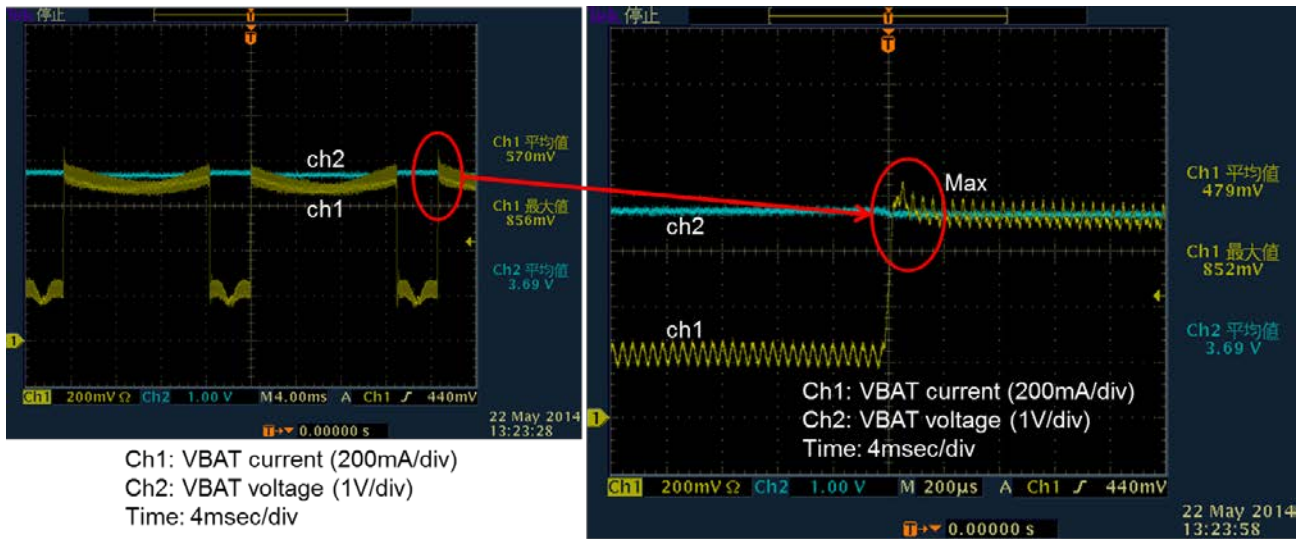 停止
T
T
ch2
ch1
Ch1 平均值
570mV
Ch1 最大值
856mV
Ch2 平均值
3.69 V
1
Ch1 200mVΩ Ch2 1.00 V M4.00ms A Ch1 ʃ 440mV
22 May 2014
13:23:28
T→▼ 0.00000 s
Ch1: VBAT current (200mA/div)
Ch2: VBAT voltage (1V/div)
Time: 4msec/div
停止
T
T
Max
ch2
ch1
Ch1 平均值
479mV
Ch1 最大值
852mV
Ch2 平均值
3.69 V
1
Ch1: VBAT current (200mA/div)
Ch2: VBAT voltage (1V/div)
Time: 4msec/div
Ch1 200mVΩ Ch2 1.00 V M 200µs A Ch1 ʃ 440mV
22 May 2014
13:23:58
T→▼ 0.00000 s